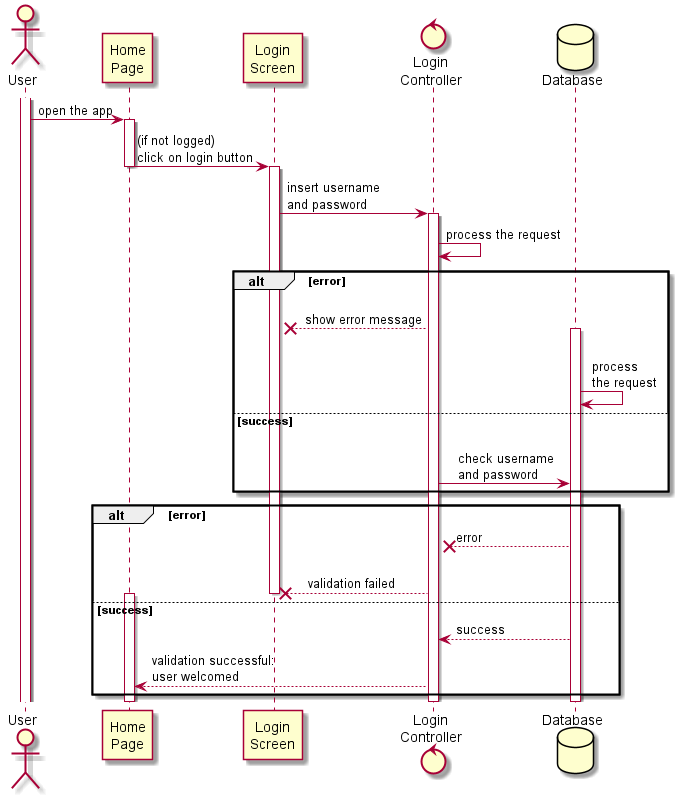 User
Home
Page
Login
Screen
Login
Controller
Database
open the app
(if not logged)
click on login button
insert username
and password
process the request
alt
[error]
show error message
process
the request
[success]
check username
and password
alt
[error]
error
validation failed
[success]
success
validation successful:
user welcomed
User
Home
Page
Login
Screen
Login
Controller
Database